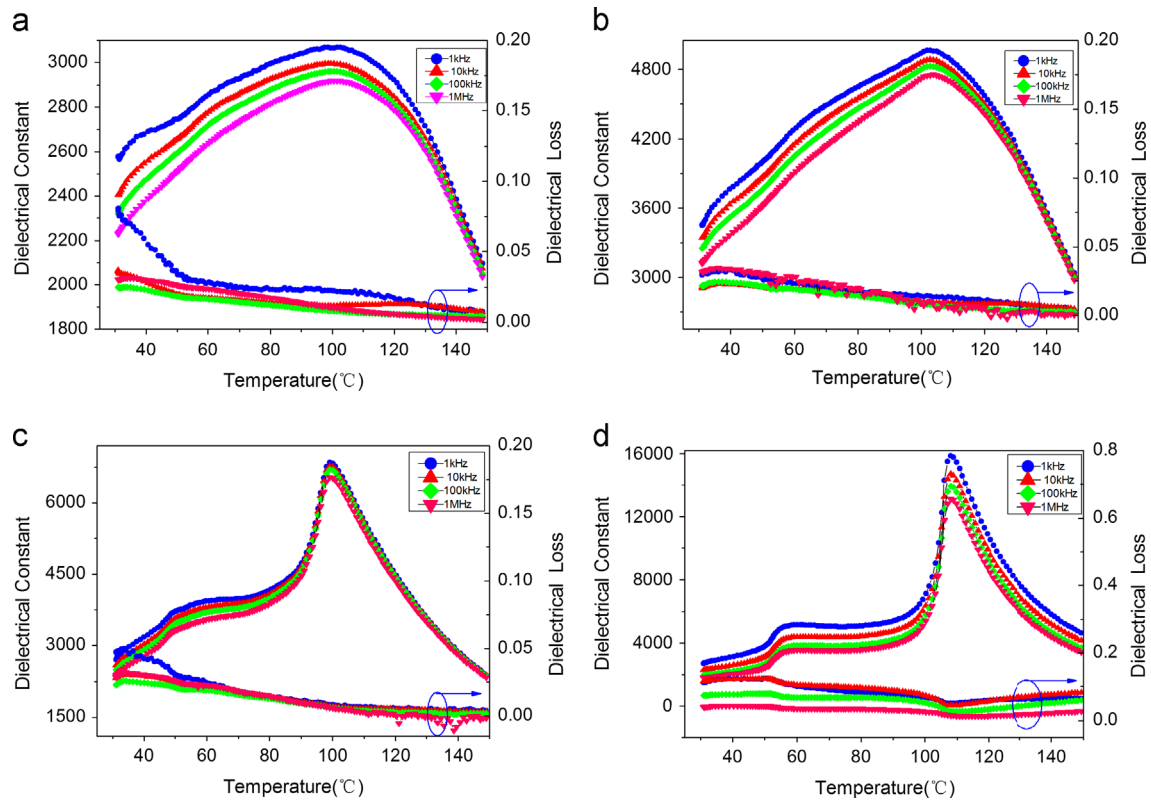 a
3000
2800
2600
2400
2200
2000
1800
Dielectric Constant
40 60 80 100 120 140
Temperature(℃)
0.20
0.15
0.10
0.05
0.00
Dielectrical Loss
1kHz
10kHz
100kHz
1MHz
b
4800
4200
3600
3000
Dielectric Constant
40 60 80 100 120 140
Temperature(℃)
0.20
0.15
0.10
0.05
0.00
Dielectrical Loss
1kHz
10kHz
100kHz
1MHz
c
6000
4500
3000
1500
Dielectric Constant
40 60 80 100 120 140
Temperature(℃)
0.20
0.15
0.10
0.05
0.00
Dielectrical Loss
1kHz
10kHz
100kHz
1MHz
d
16000
12000
8000
4000
0
Dielectric Constant
40 60 80 100 120 140
Temperature(℃)
0.8
0.6
0.4
0.2
0.0
Dielectrical Loss
1kHz
10kHz
100kHz
1MHz